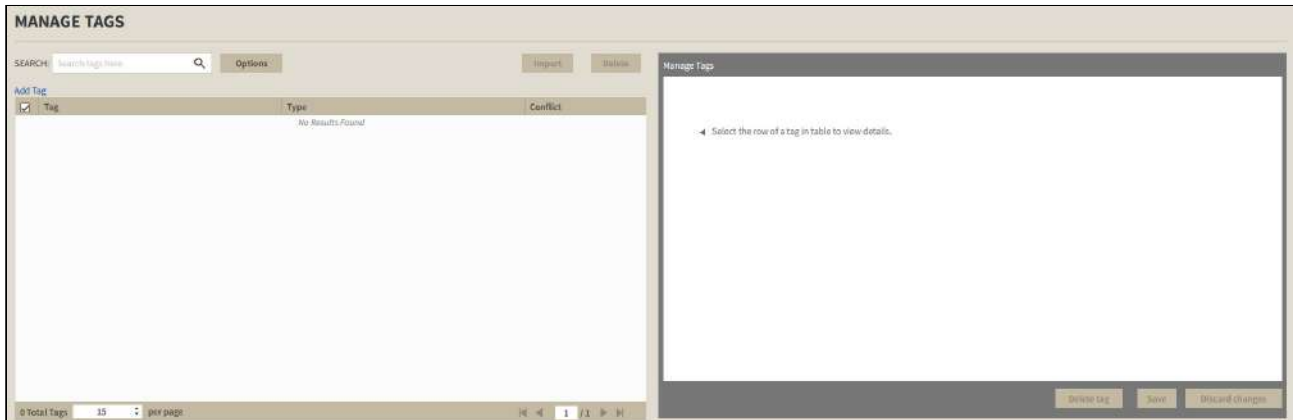 MANAGE TAGS
SEARCH: Search tags here Options Import Delete
Add Tag
Tag Type Conflict
No Results Found
0 Total Tags 15 per page 1 / 1
Manage Tags
Select the row of a tag in table to view details.
Delete tag Save Discard changes